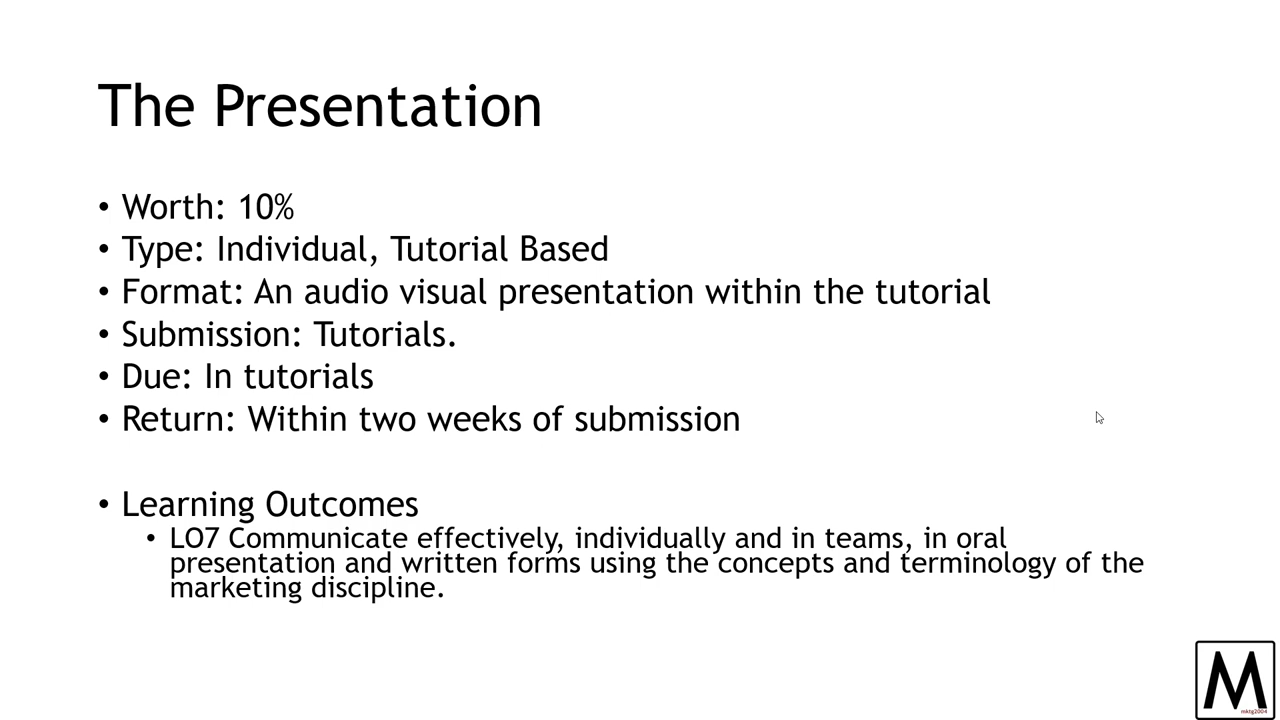 The Presentation
• Worth: 10%
• Type: Individual, Tutorial Based
• Format: An audio visual presentation within the tutorial
• Submission: Tutorials.
• Due: In tutorials
• Return: Within two weeks of submission
• Learning Outcomes
• LO7 Communicate effectively, individually and in teams, in oral
presentation and written forms using the concepts and terminology of the
marketing discipline.
M
mktg2004